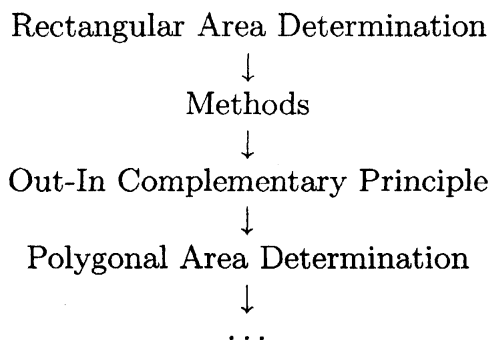 Rectangular Area Determination
↓
Methods
↓
Out-In Complementary Principle
↓
Polygonal Area Determination
↓
...